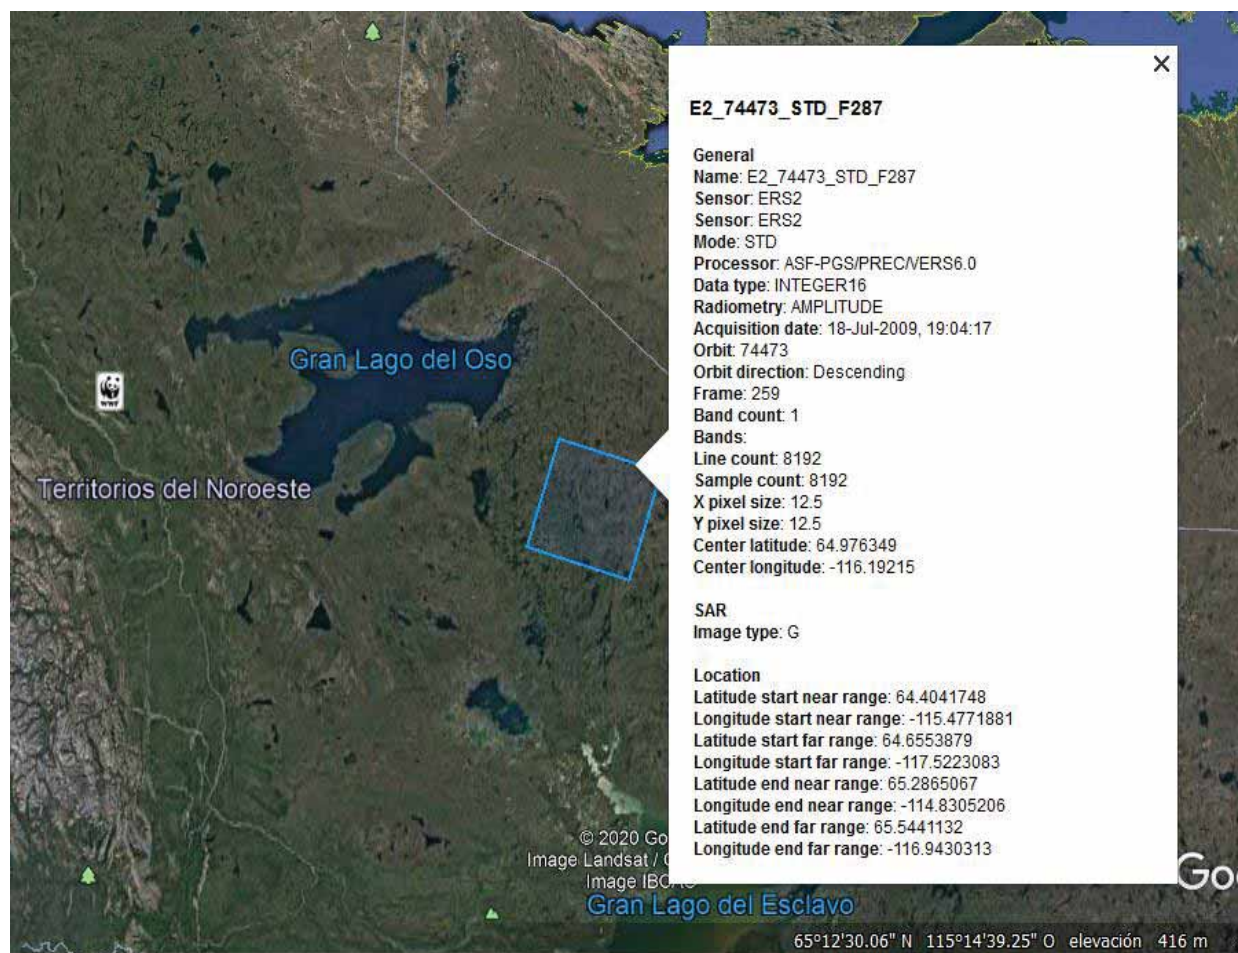 E2_74473_STD_F287
General
Name: E2_74473_STD_F287
Sensor: ERS2
Sensor: ERS2
Mode: STD
Processor: ASF-PGS/PREC/VERS6.0
Data type: INTEGER16
Radiometry: AMPLITUDE
Acquisition date: 18-Jul-2009, 19:04:17
Orbit: 74473
Orbit direction: Descending
Frame: 259
Band count: 1
Bands:
Line count: 8192
Sample count: 8192
X pixel size: 12.5
Y pixel size: 12.5
Center latitude: 64.976349
Center longitude: -116.19215
SAR
Image type: G
Location
Latitude start near range: 64.4041748
Longitude start near range: -115.4771881
Latitude start far range: 64.6553879
Longitude start far range: -117.5223083
Latitude end near range: 65.2865067
Longitude end near range: -114.8305206
Latitude end far range: 65.5441132
Longitude end far range: -116.9430313
Gran Lago del Oso
WWF
Territorios del Noroeste
© 2020 Go
Image Landsat / C
Image IBCAO
Goo
Gran Lago del Esclavo
65°12'30.06" N 115°14'39.25" O elevación 416 m